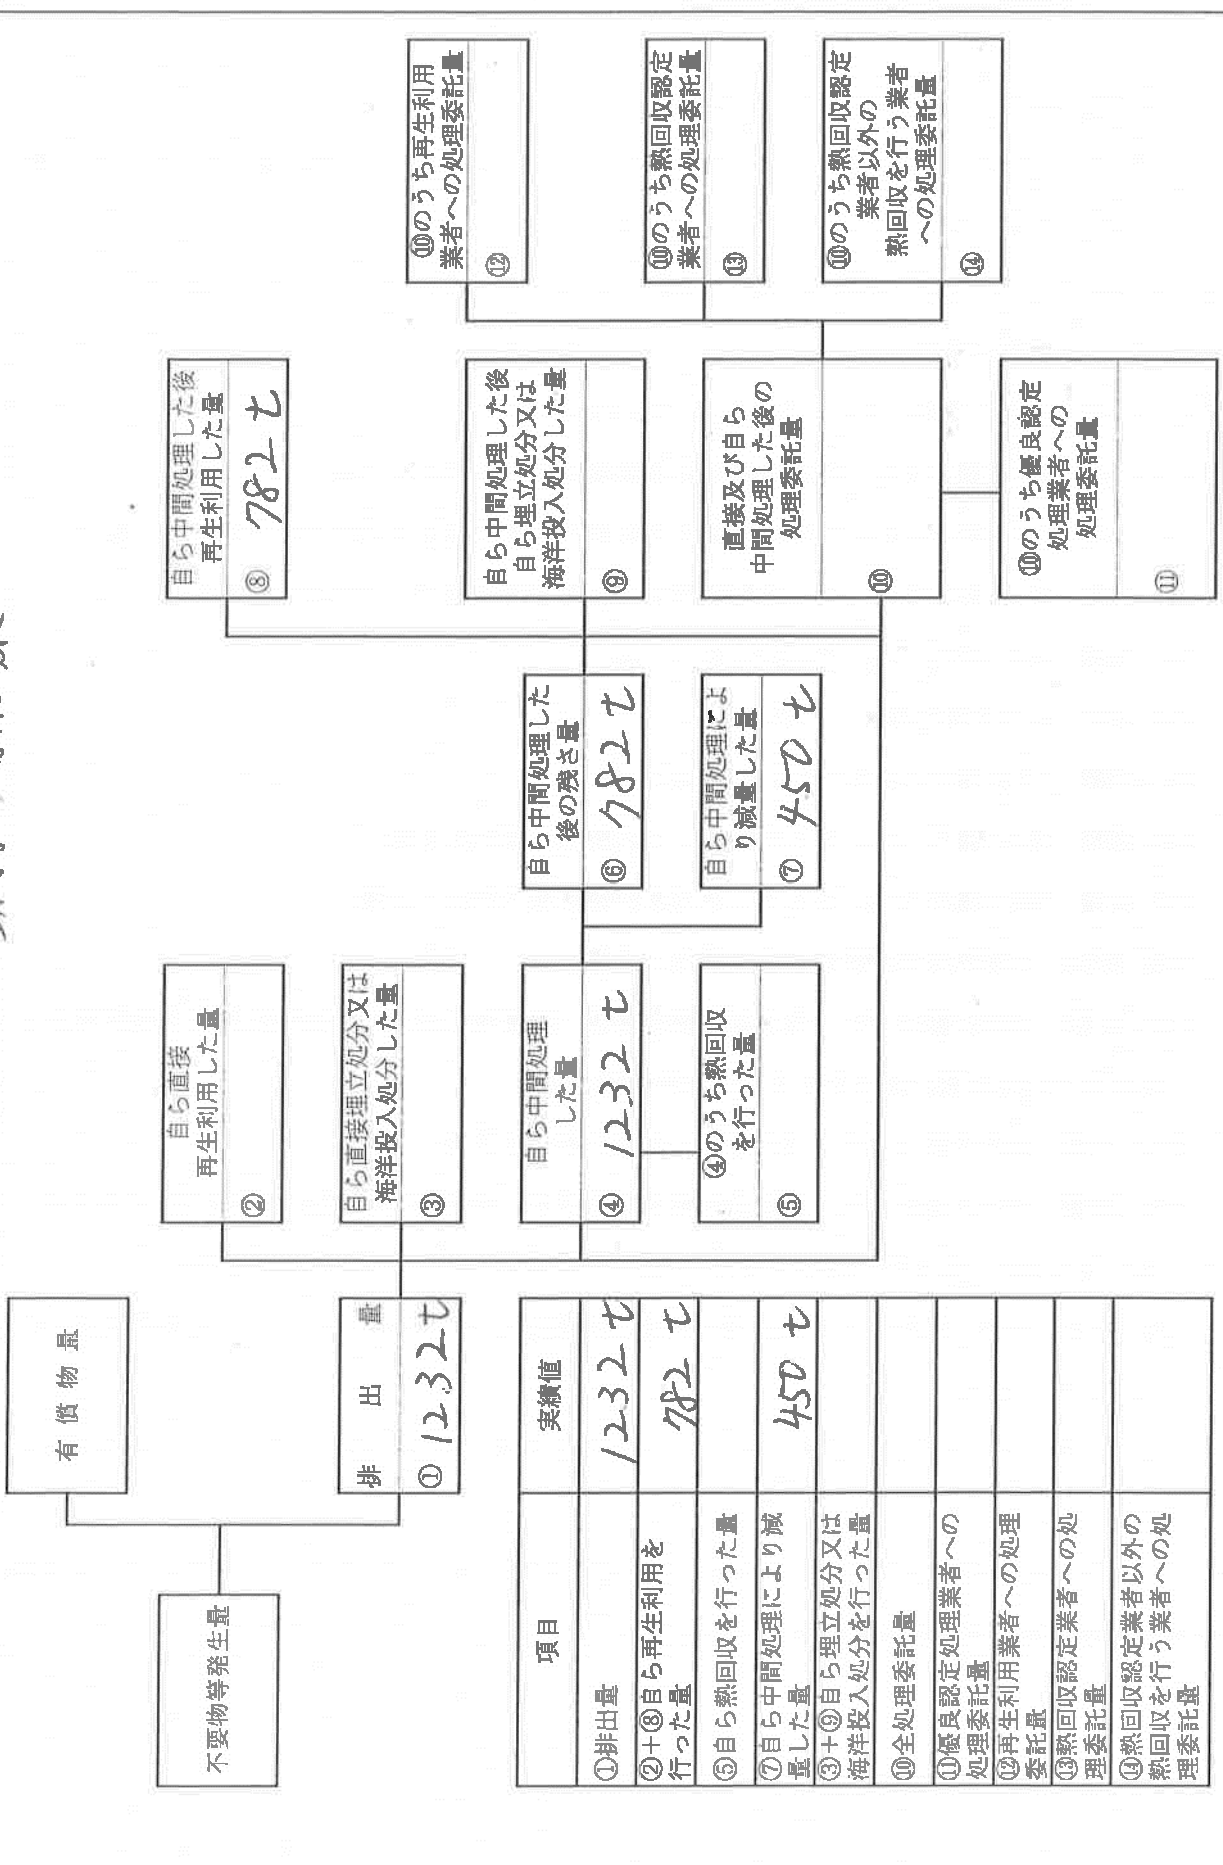 不要物等発生量
有償物量
排出量
① 1232t
自ら直接
再生利用した量
②
自ら直接埋立処分又は
海洋投入処分した量
③
自ら中間処理
した量
④ 1232 t
④のうち熱回収
を行った量
⑤
自ら中間処理した
後の残さ量
⑥ 782 t
自ら中間処理によ
り減量した量
⑦ 450 t
自ら中間処理した後
再生利用した量
⑧ 782 t
自ら中間処理した後
自ら埋立処分又は
海洋投入処分した量
⑨
直接及び自ら
中間処理した後の
処理委託量
⑩
⑩のうち優良認定
処理業者への
処理委託量
⑪
⑩のうち再生利用
業者への処理委託量
⑫
⑩のうち熱回収認定
業者への処理委託量
⑬
⑩のうち熱回収認定
業者以外の
熱回収を行う業者
への処理委託量
⑭
項目 実績値
①排出量 1232 t
②+⑧自ら再生利用を
行った量 782 t
⑤自ら熱回収を行った量
⑦自ら中間処理により減
量した量 450 t
③+⑨自ら埋立処分又は
海洋投入処分を行った量
⑩全処理委託量
⑪優良認定処理業者への
処理委託量
⑫再生利用業者への処理
委託量
⑬熱回収認定業者への処
理委託量
⑭熱回収認定業者以外の
熱回収を行う業者への処
理委託量